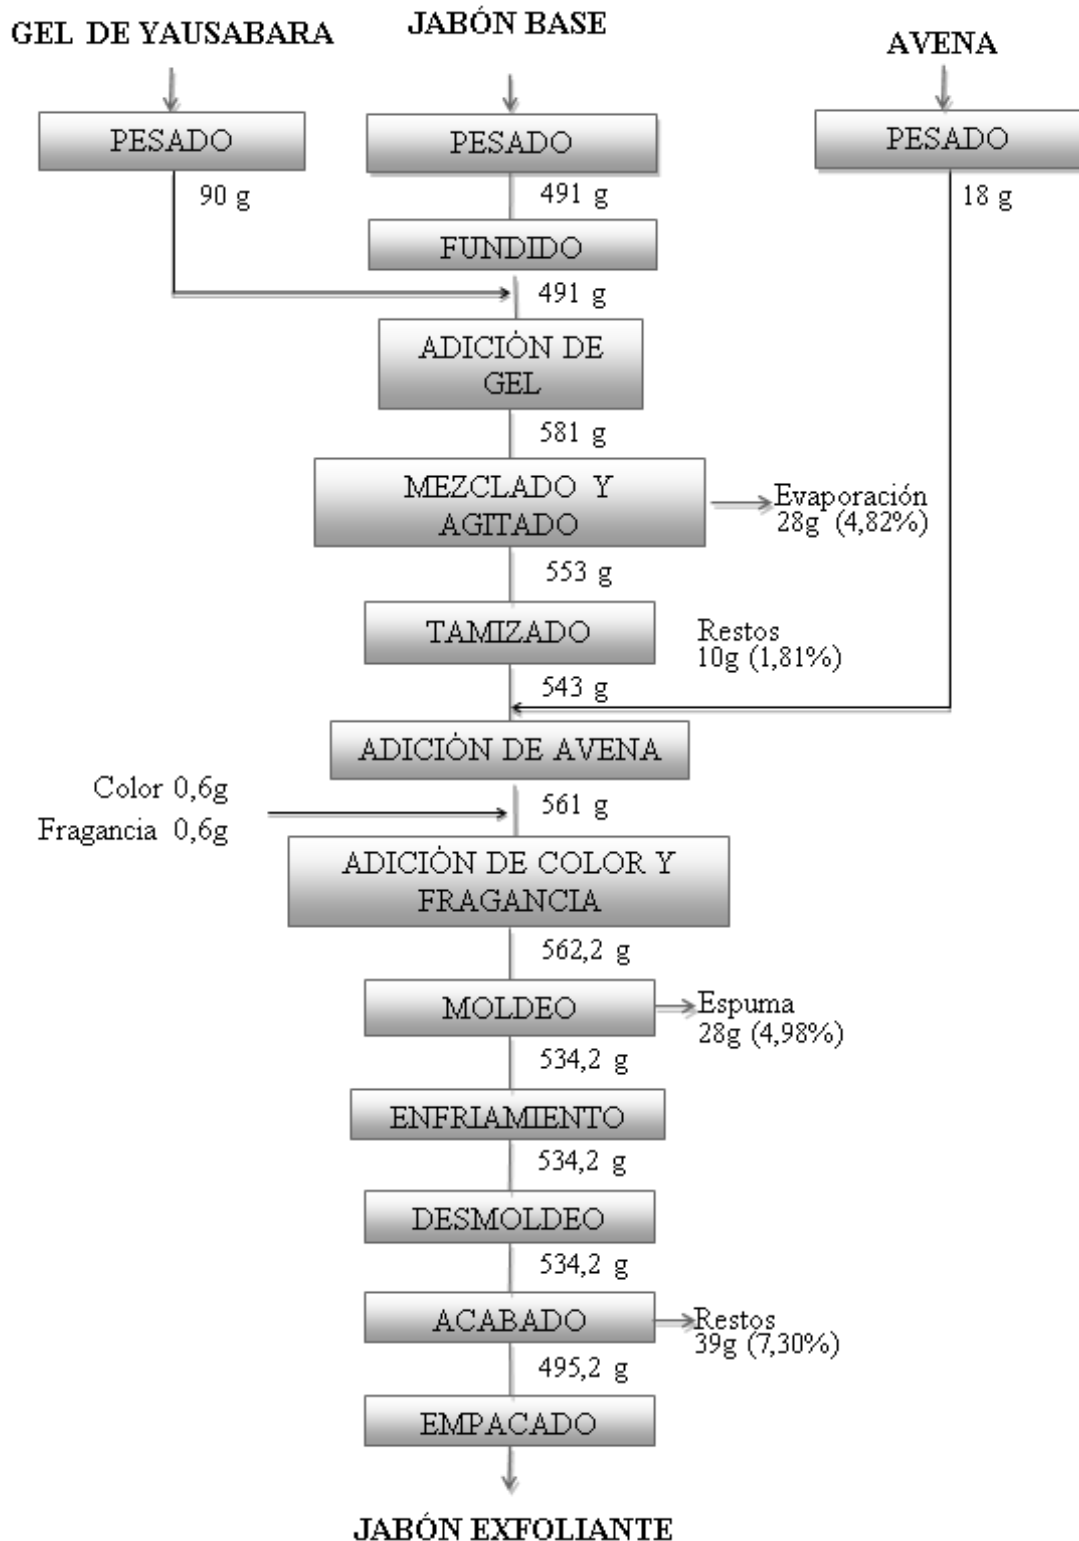 GEL DE YAUSABARA
JABÓN BASE
AVENA
PESADO
PESADO
PESADO
90 g
491 g
18 g
FUNDIDO
491 g
ADICIÓN DE
GEL
581 g
MEZCLADO Y
AGITADO
Evaporación
28g (4,82%)
553 g
TAMIZADO
Restos
10g (1,81%)
543 g
ADICIÓN DE AVENA
Color 0,6g
Fragancia 0,6g
561 g
ADICIÓN DE COLOR Y
FRAGANCIA
562,2 g
MOLDEO
Espuma
28g (4,98%)
534,2 g
ENFRIAMIENTO
534,2 g
DESMOLDEO
534,2 g
ACABADO
Restos
39g (7,30%)
495,2 g
EMPACADO
JABÓN EXFOLIANTE